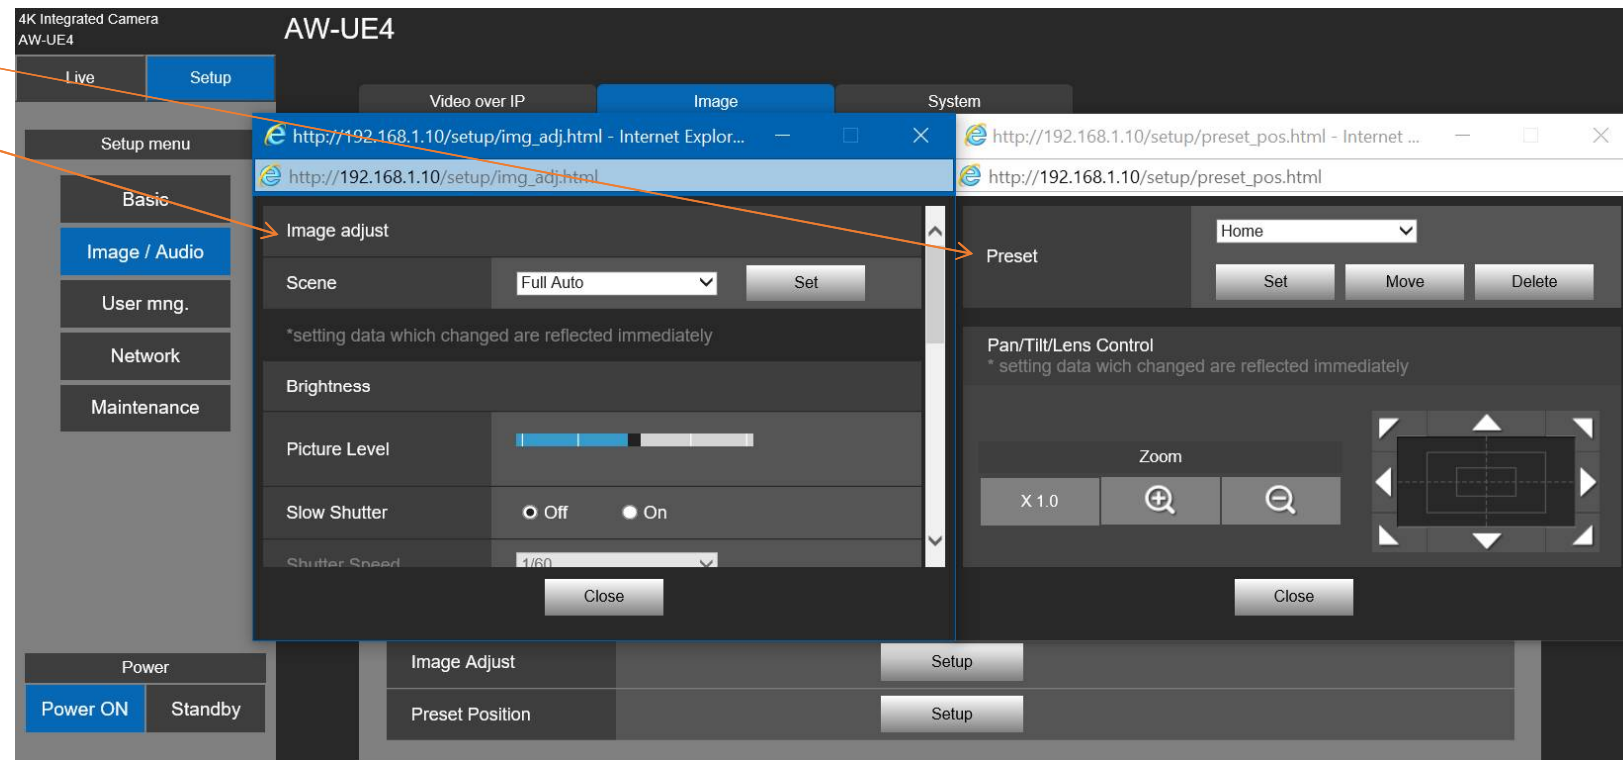 4K Integrated Camera
AW-UE4
AW-UE4
Live
Setup
Video over IP
Image
System
Setup menu
Basic
Image / Audio
User mng.
Network
Maintenance
Power
Power ON
Standby
http://192.168.1.10/setup/img_adj.html - Internet Explor...
http://192.168.1.10/setup/img_adj.html
Image adjust
Scene
Full Auto
Set
*setting data which changed are reflected immediately
Brightness
Picture Level
Slow Shutter
Off
On
Shutter Speed
1/60
Close
http://192.168.1.10/setup/preset_pos.html - Internet ...
http://192.168.1.10/setup/preset_pos.html
Preset
Home
Set
Move
Delete
Pan/Tilt/Lens Control
* setting data wich changed are reflected immediately
Zoom
X 1.0
Close
Image Adjust
Setup
Preset Position
Setup